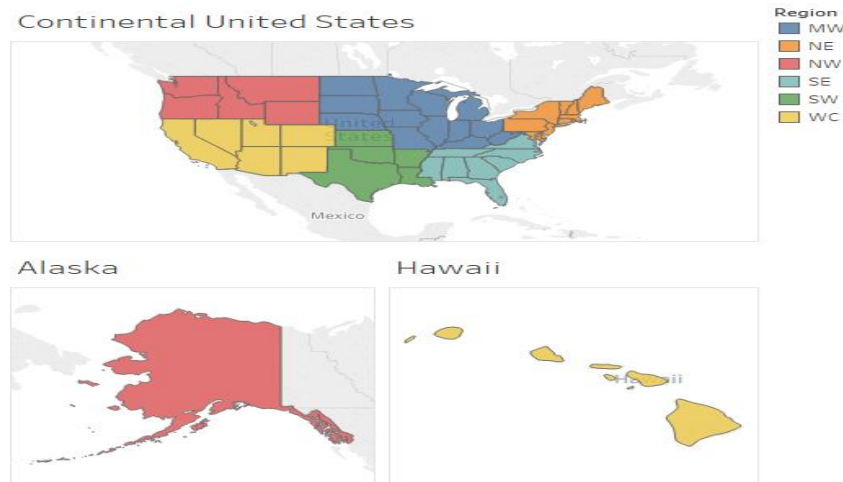 Continental United States
Region
MW
NE
NW
SE
SW
WC
United
States
Mexico
Alaska
Hawaii
Hawaii